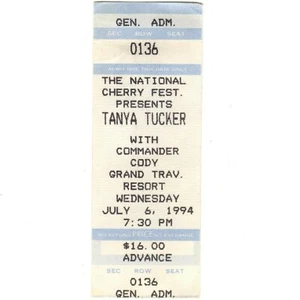 GEN. ADM.
SEC ROW SEAT
0136
THE NATIONAL
CHERRY FEST.
PRESENTS
TANYA TUCKER
WITH
COMMANDER
CODY
GRAND TRAV.
RESORT
WEDNESDAY
JULY 6, 1994
7:30 PM
PRICE
$16.00
ADVANCE
SEC ROW SEAT
0136
GEN. ADM.